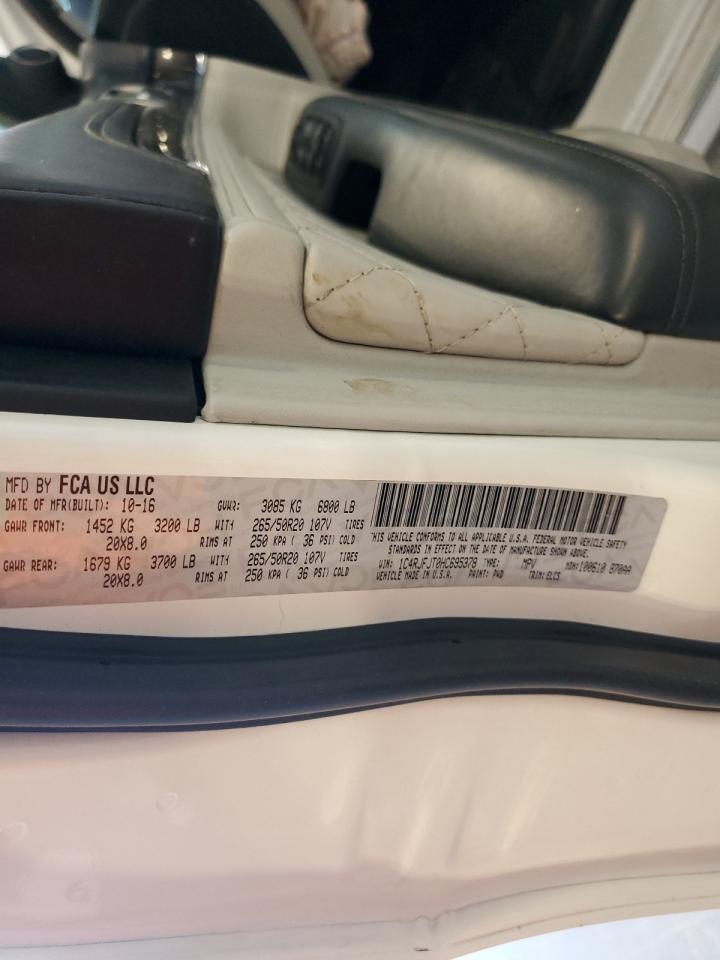 MFD BY FCA US LLC
DATE OF MFR(BUILT): 10-16 GVWR: 3085 KG 6800 LB
GAWR FRONT: 1452 KG 3200 LB WITH 265/50R20 107V TIRES
20X8.0 RIMS AT 250 KPA ( 36 PSI) COLD
GAWR REAR: 1679 KG 3700 LB WITH 265/50R20 107V TIRES
20X8.0 RIMS AT 250 KPA ( 36 PSI) COLD
THIS VEHICLE CONFORMS TO ALL APPLICABLE U.S.A. FEDERAL MOTOR VEHICLE SAFETY
STANDARDS IN EFFECT ON THE DATE OF MANUFACTURE SHOWN ABOVE.
VIN: 1C4RJFJT0HC695379 TYPE: MPV MDH:100610 970AA
VEHICLE MADE IN U.S.A. PAINT: PWD TRIM: ELCS